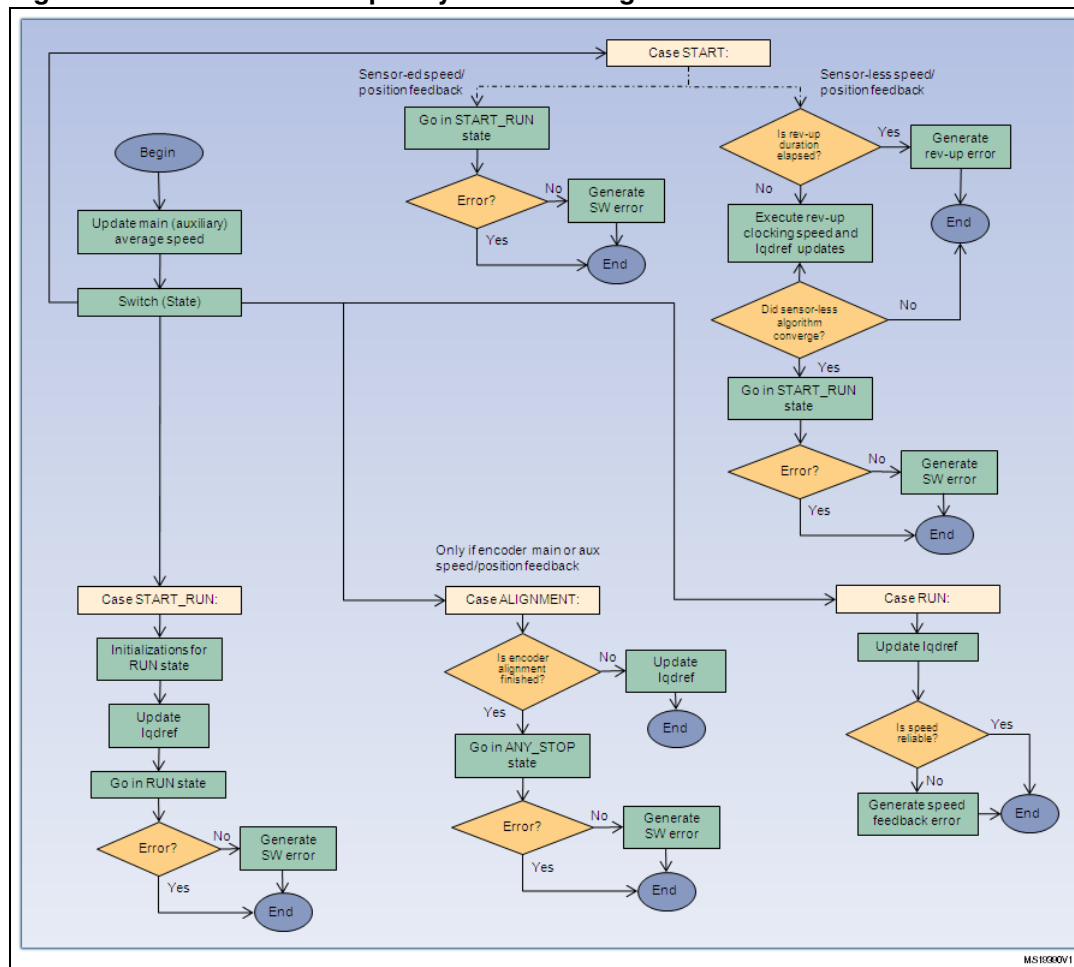 Case START:
Sensor-ed speed/
position feedback
Sensor-less speed/
position feedback
Go in START_RUN
state
Is rev-up
duration
elapsed?
Yes
Generate
rev-up error
Begin
Error?
No
Generate
SW error
Yes
End
No
Execute rev-up
clocking speed and
Iqdref updates
End
Update main (auxiliary)
average speed
Switch (State)
Did sensor-less
algorithm
converge?
No
Yes
Go in START_RUN
state
Error?
No
Generate
SW error
Yes
End
Only if encoder main or aux
speed/position feedback
Case START_RUN:
Initializations for
RUN state
Update
Iqdref
Go in RUN state
Error?
No
Generate
SW error
Yes
End
Case ALIGNMENT:
Is encoder
alignment
finished?
No
Update
Iqdref
End
Yes
Go in ANY_STOP
state
Error?
No
Generate
SW error
Yes
End
Case RUN:
Update Iqdref
Is speed
reliable?
Yes
No
Generate speed
feedback error
End
MS19390V1